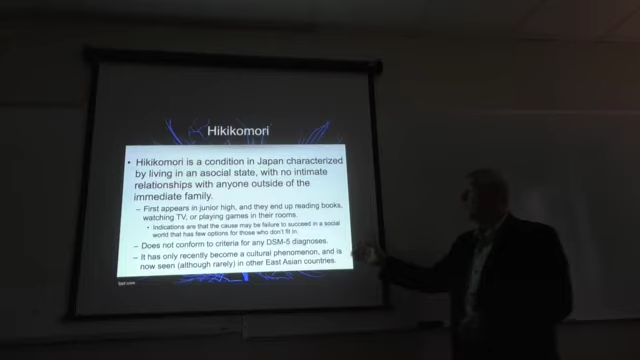 Hikikomori
• Hikikomori is a condition in Japan characterized
by living in an asocial state, with no intimate
relationships with anyone outside of the
immediate family.
– First appears in junior high, and they end up reading books,
watching TV, or playing games in their rooms.
• Indications are that the cause may be failure to succeed in a social
world that has few options for those who don't fit in.
– Does not conform to criteria for any DSM-5 diagnoses.
– It has only recently become a cultural phenomenon, and is
now seen (although rarely) in other East Asian countries.